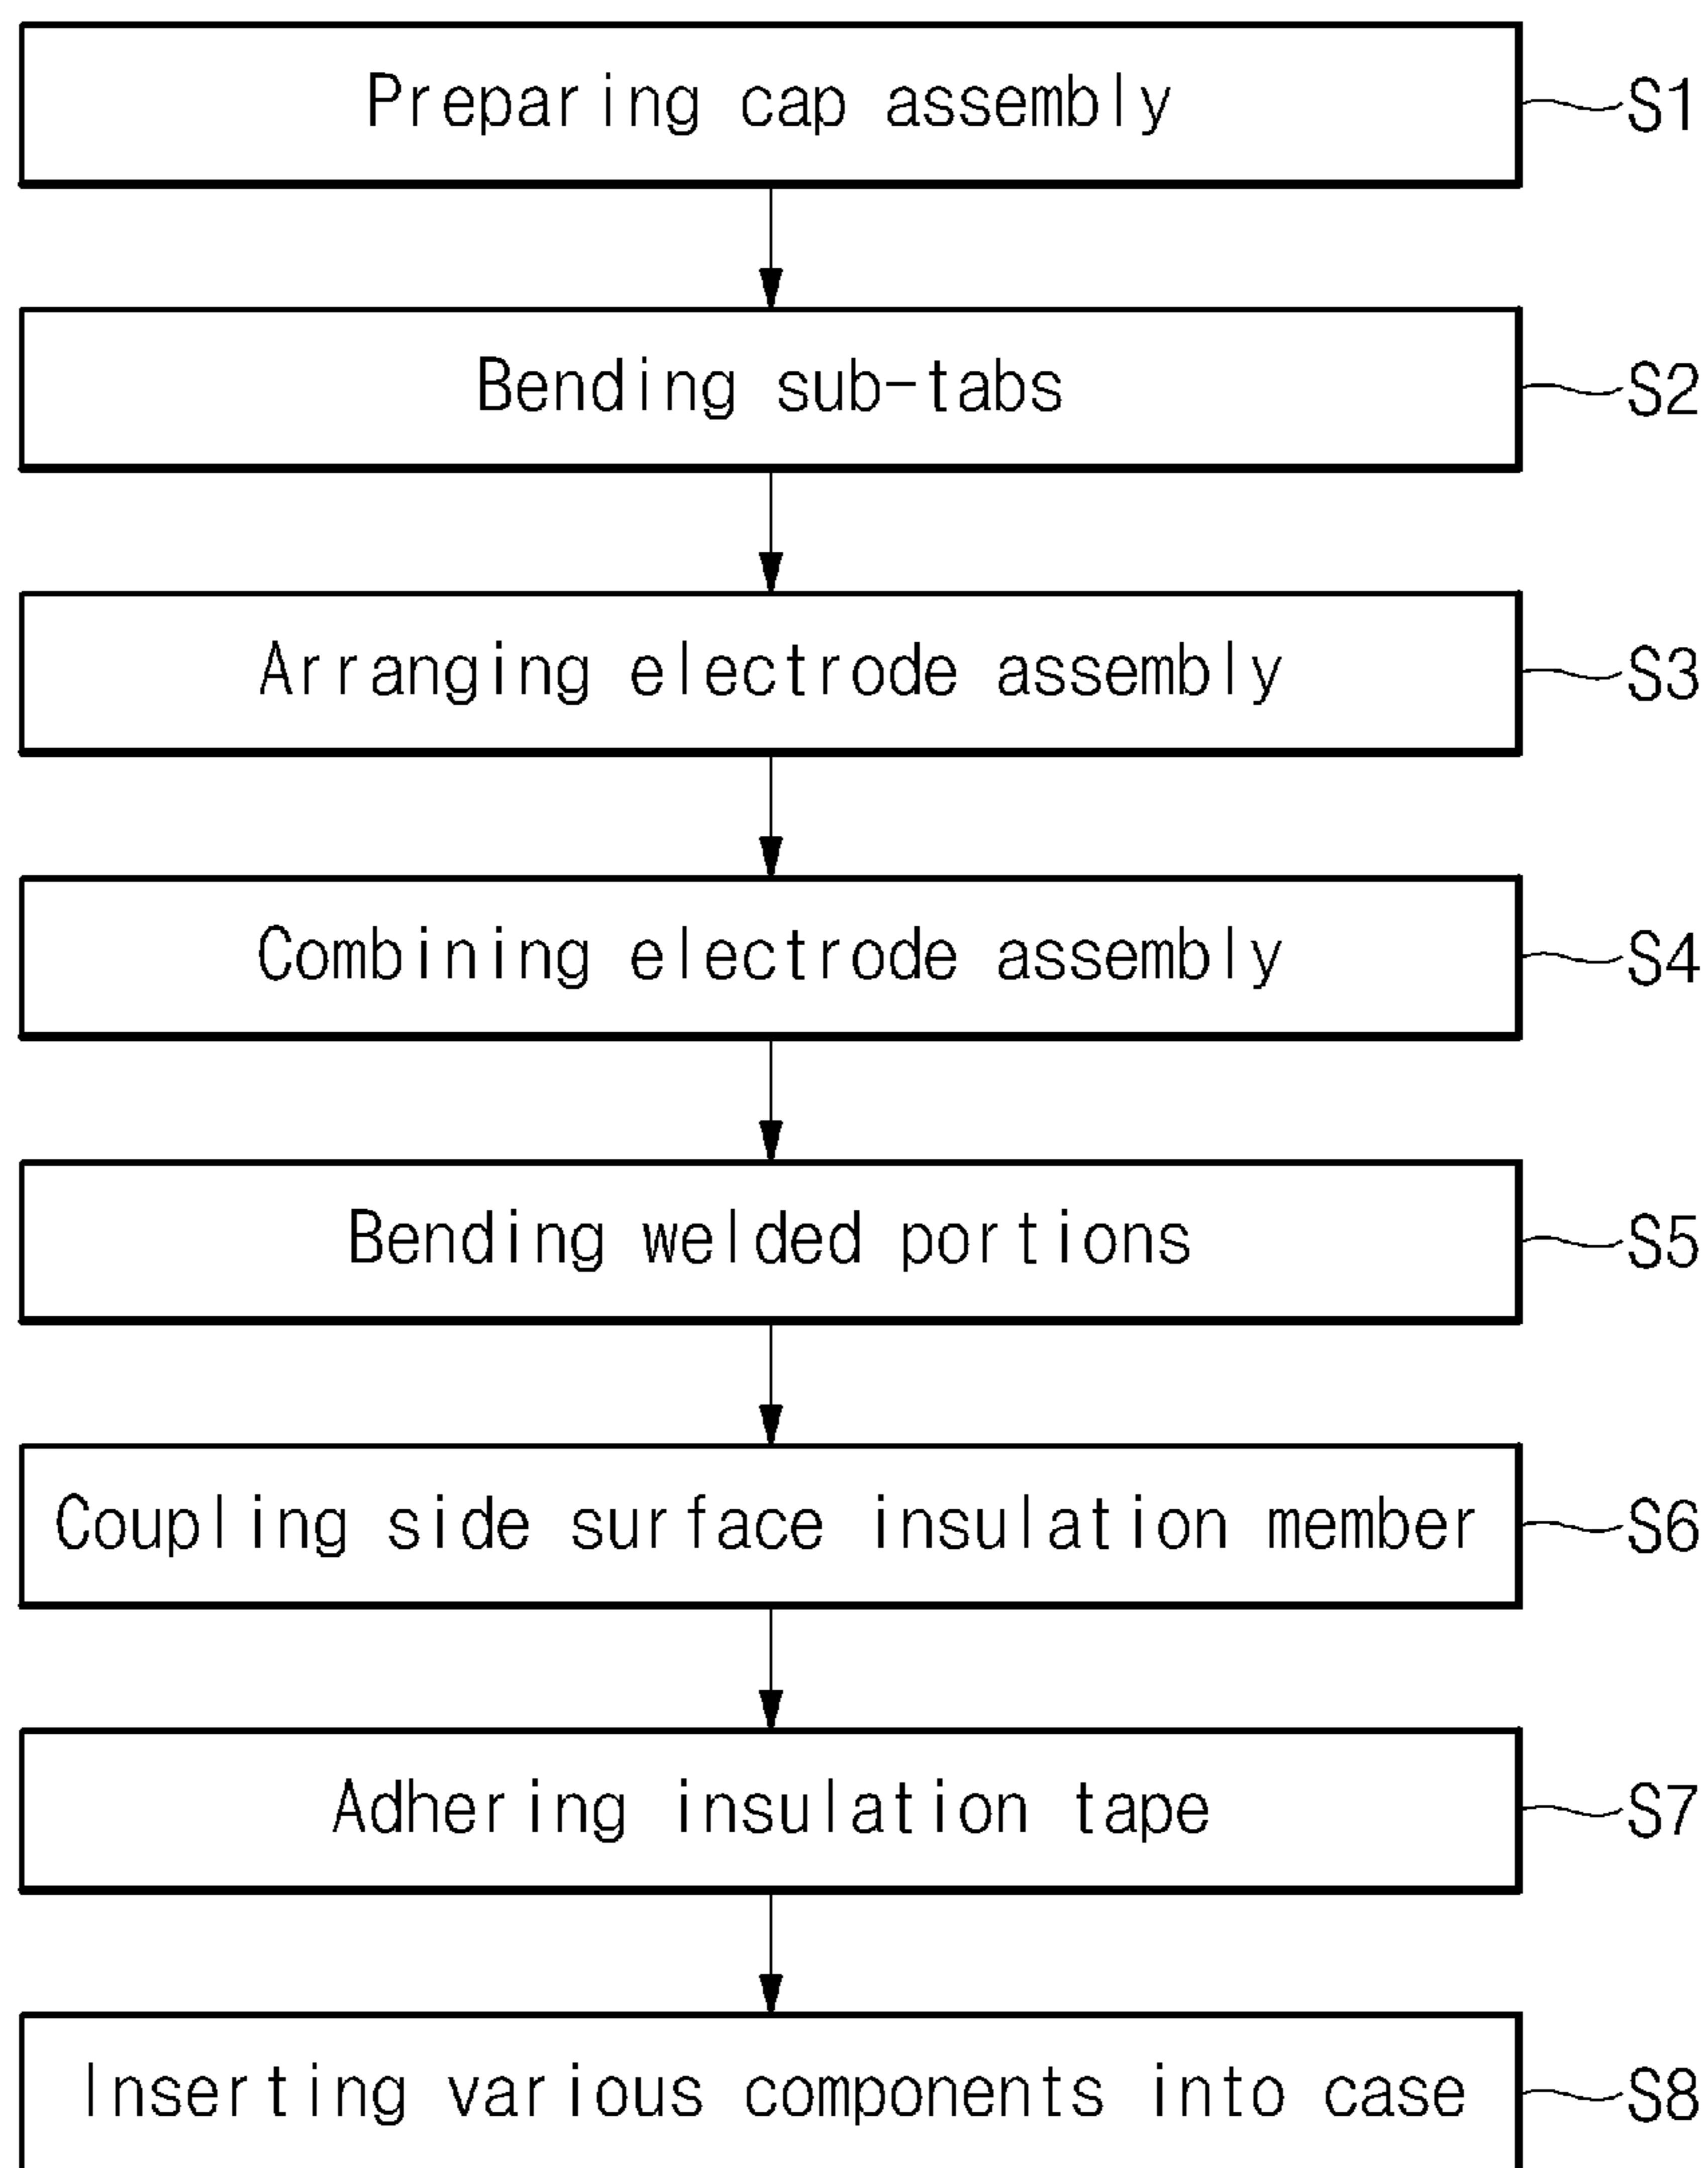 Preparing cap assembly S1
Bending sub-tabs S2
Arranging electrode assembly S3
Combining electrode assembly S4
Bending welded portions S5
Coupling side surface insulation member S6
Adhering insulation tape S7
Inserting various components into case S8